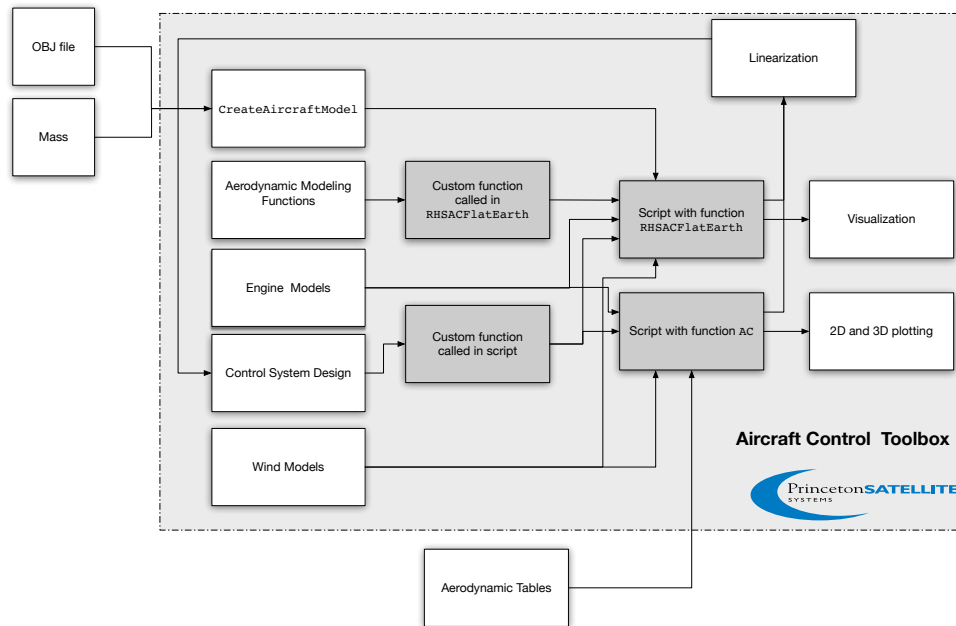 OBJ file
Mass
Linearization
CreateAircraftModel
Aerodynamic Modeling
Functions
Custom function
called in
RHSACFlatEarth
Script with function
RHSACFlatEarth
Visualization
Engine Models
Custom function
called in script
Script with function AC
2D and 3D plotting
Control System Design
Wind Models
Aircraft Control Toolbox
PrincetonSATELLITE
SYSTEMS
Aerodynamic Tables